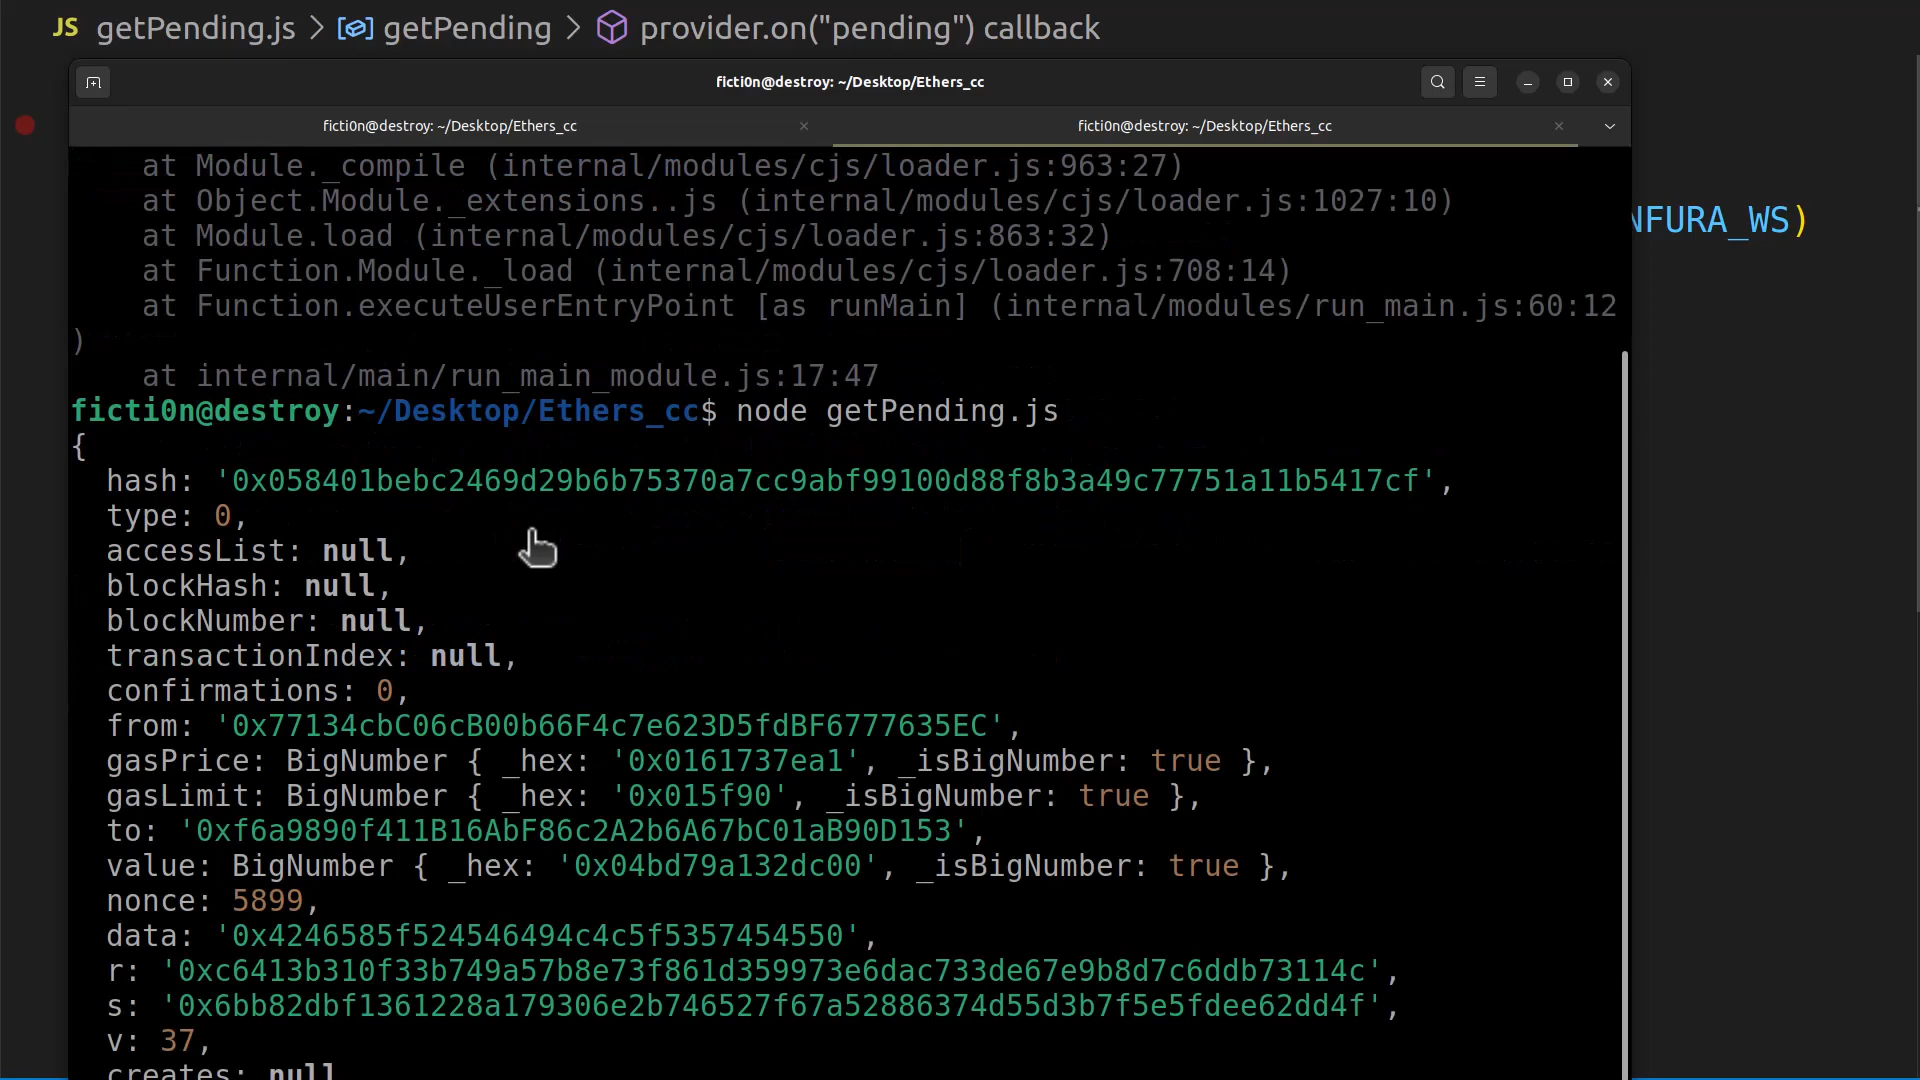 JS getPending.js > getPending > provider.on("pending") callback
ficti0n@destroy: ~/Desktop/Ethers_cc
ficti0n@destroy: ~/Desktop/Ethers_cc × ficti0n@destroy: ~/Desktop/Ethers_cc ×
at Module._compile (internal/modules/cjs/loader.js:963:27)
at Object.Module._extensions..js (internal/modules/cjs/loader.js:1027:10)
NFURA_WS)
at Module.load (internal/modules/cjs/loader.js:863:32)
at Function.Module._load (internal/modules/cjs/loader.js:708:14)
at Function.executeUserEntryPoint [as runMain] (internal/modules/run_main.js:60:12
)
at internal/main/run_main_module.js:17:47
ficti0n@destroy:~/Desktop/Ethers_cc$ node getPending.js
{
hash: '0x058401bebc2469d29b6b75370a7cc9abf99100d88f8b3a49c77751a11b5417cf',
type: 0,
accessList: null,
blockHash: null,
blockNumber: null,
transactionIndex: null,
confirmations: 0,
from: '0x77134cbC06cB00b66F4c7e623D5fdBF6777635EC',
gasPrice: BigNumber { _hex: '0x0161737ea1', _isBigNumber: true },
gasLimit: BigNumber { _hex: '0x015f90', _isBigNumber: true },
to: '0xf6a9890f411B16AbF86c2A2b6A67bC01aB90D153',
value: BigNumber { _hex: '0x04bd79a132dc00', _isBigNumber: true },
nonce: 5899,
data: '0x4246585f524546494c4c5f5357454550',
r: '0xc6413b310f33b749a57b8e73f861d359973e6dac733de67e9b8d7c6ddb73114c',
s: '0x6bb82dbf1361228a179306e2b746527f67a52886374d55d3b7f5e5fdee62dd4f',
v: 37,
creates: null